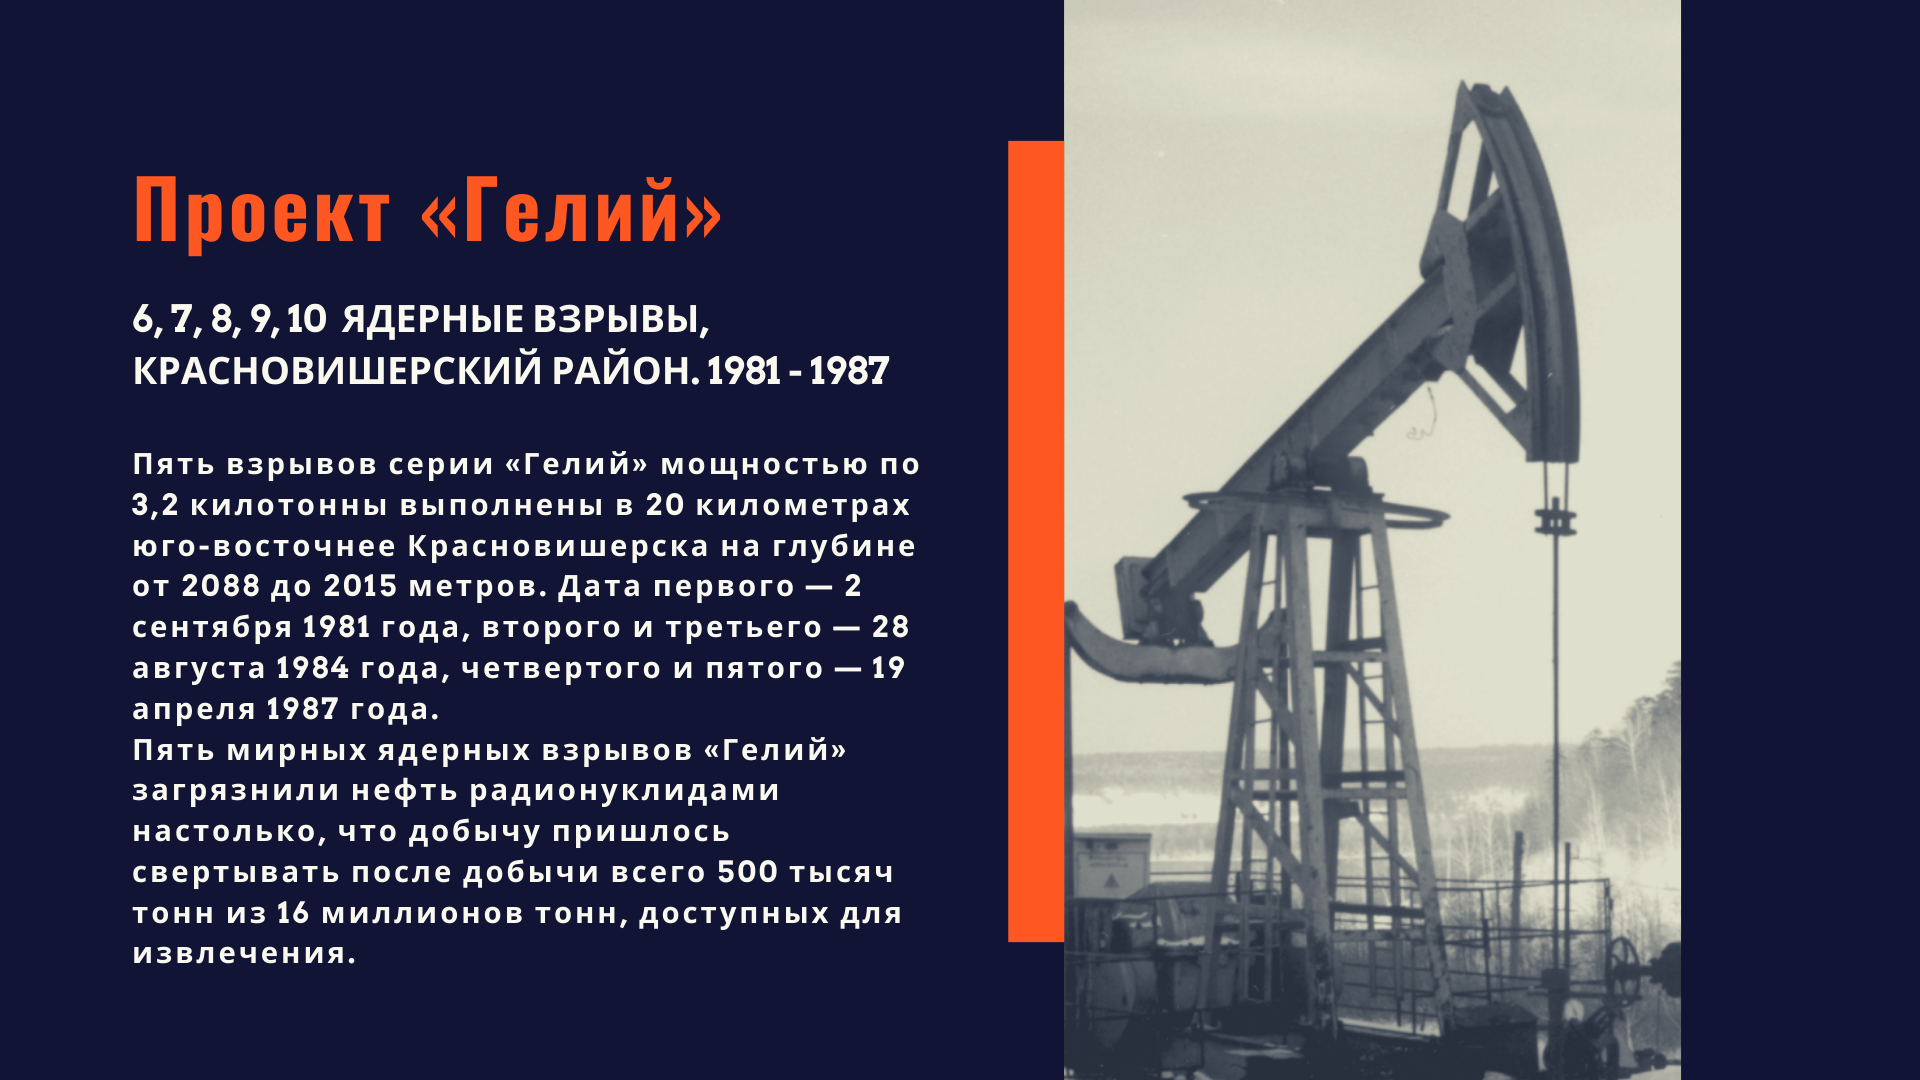 Проект «Гелий»
6, 7, 8, 9, 10 ЯДЕРНЫЕ ВЗРЫВЫ,
КРАСНОВИШЕРСКИЙ РАЙОН. 1981 - 1987
Пять взрывов серии «Гелий» мощностью по
3,2 килотонны выполнены в 20 километрах
юго-восточнее Красновишерска на глубине
от 2088 до 2015 метров. Дата первого — 2
сентября 1981 года, второго и третьего — 28
августа 1984 года, четвертого и пятого — 19
апреля 1987 года.
Пять мирных ядерных взрывов «Гелий»
загрязнили нефть радионуклидами
настолько, что добычу пришлось
свертывать после добычи всего 500 тысяч
тонн из 16 миллионов тонн, доступных для
извлечения.